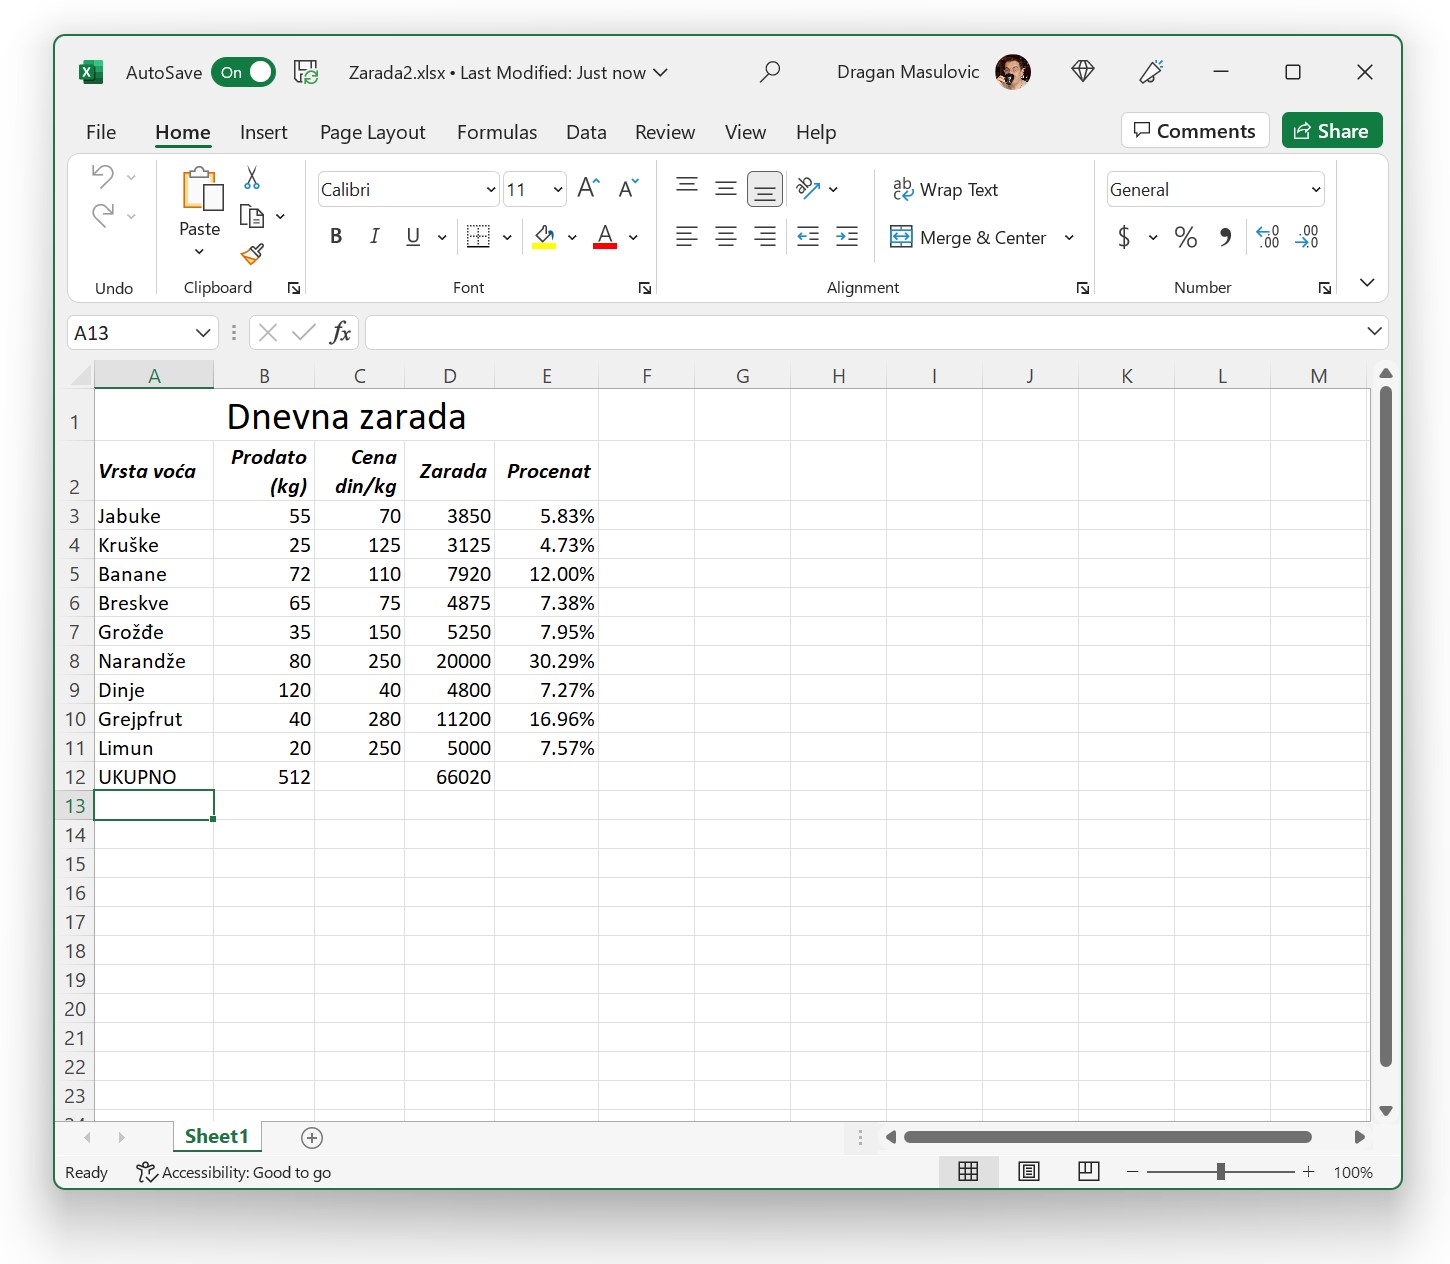 AutoSave On Zarada2.xlsx • Last Modified: Just now Dragan Masulovic
File Home Insert Page Layout Formulas Data Review View Help Comments Share
Paste
Calibri 11
ab Wrap Text
General
B I U A
Merge & Center
$ % 9 .00 .00
Undo Clipboard Font Alignment Number
A13 fx
A B C D E F G H I J K L M
1 Dnevna zarada
2 Vrsta voća Prodato (kg) Cena din/kg Zarada Procenat
3 Jabuke 55 70 3850 5.83%
4 Kruške 25 125 3125 4.73%
5 Banane 72 110 7920 12.00%
6 Breskve 65 75 4875 7.38%
7 Grožđe 35 150 5250 7.95%
8 Narandže 80 250 20000 30.29%
9 Dinje 120 40 4800 7.27%
10 Grejpfrut 40 280 11200 16.96%
11 Limun 20 250 5000 7.57%
12 UKUPNO 512 66020
13
14
15
16
17
18
19
20
21
22
23
Sheet1
Ready Accessibility: Good to go 100%